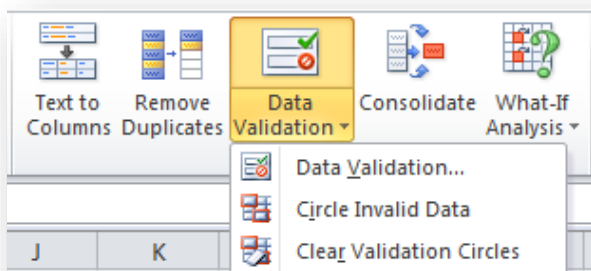 Text to Remove Data Consolidate What-If
Columns Duplicates Validation Analysis
Data Validation...
Circle Invalid Data
J K Clear Validation Circles